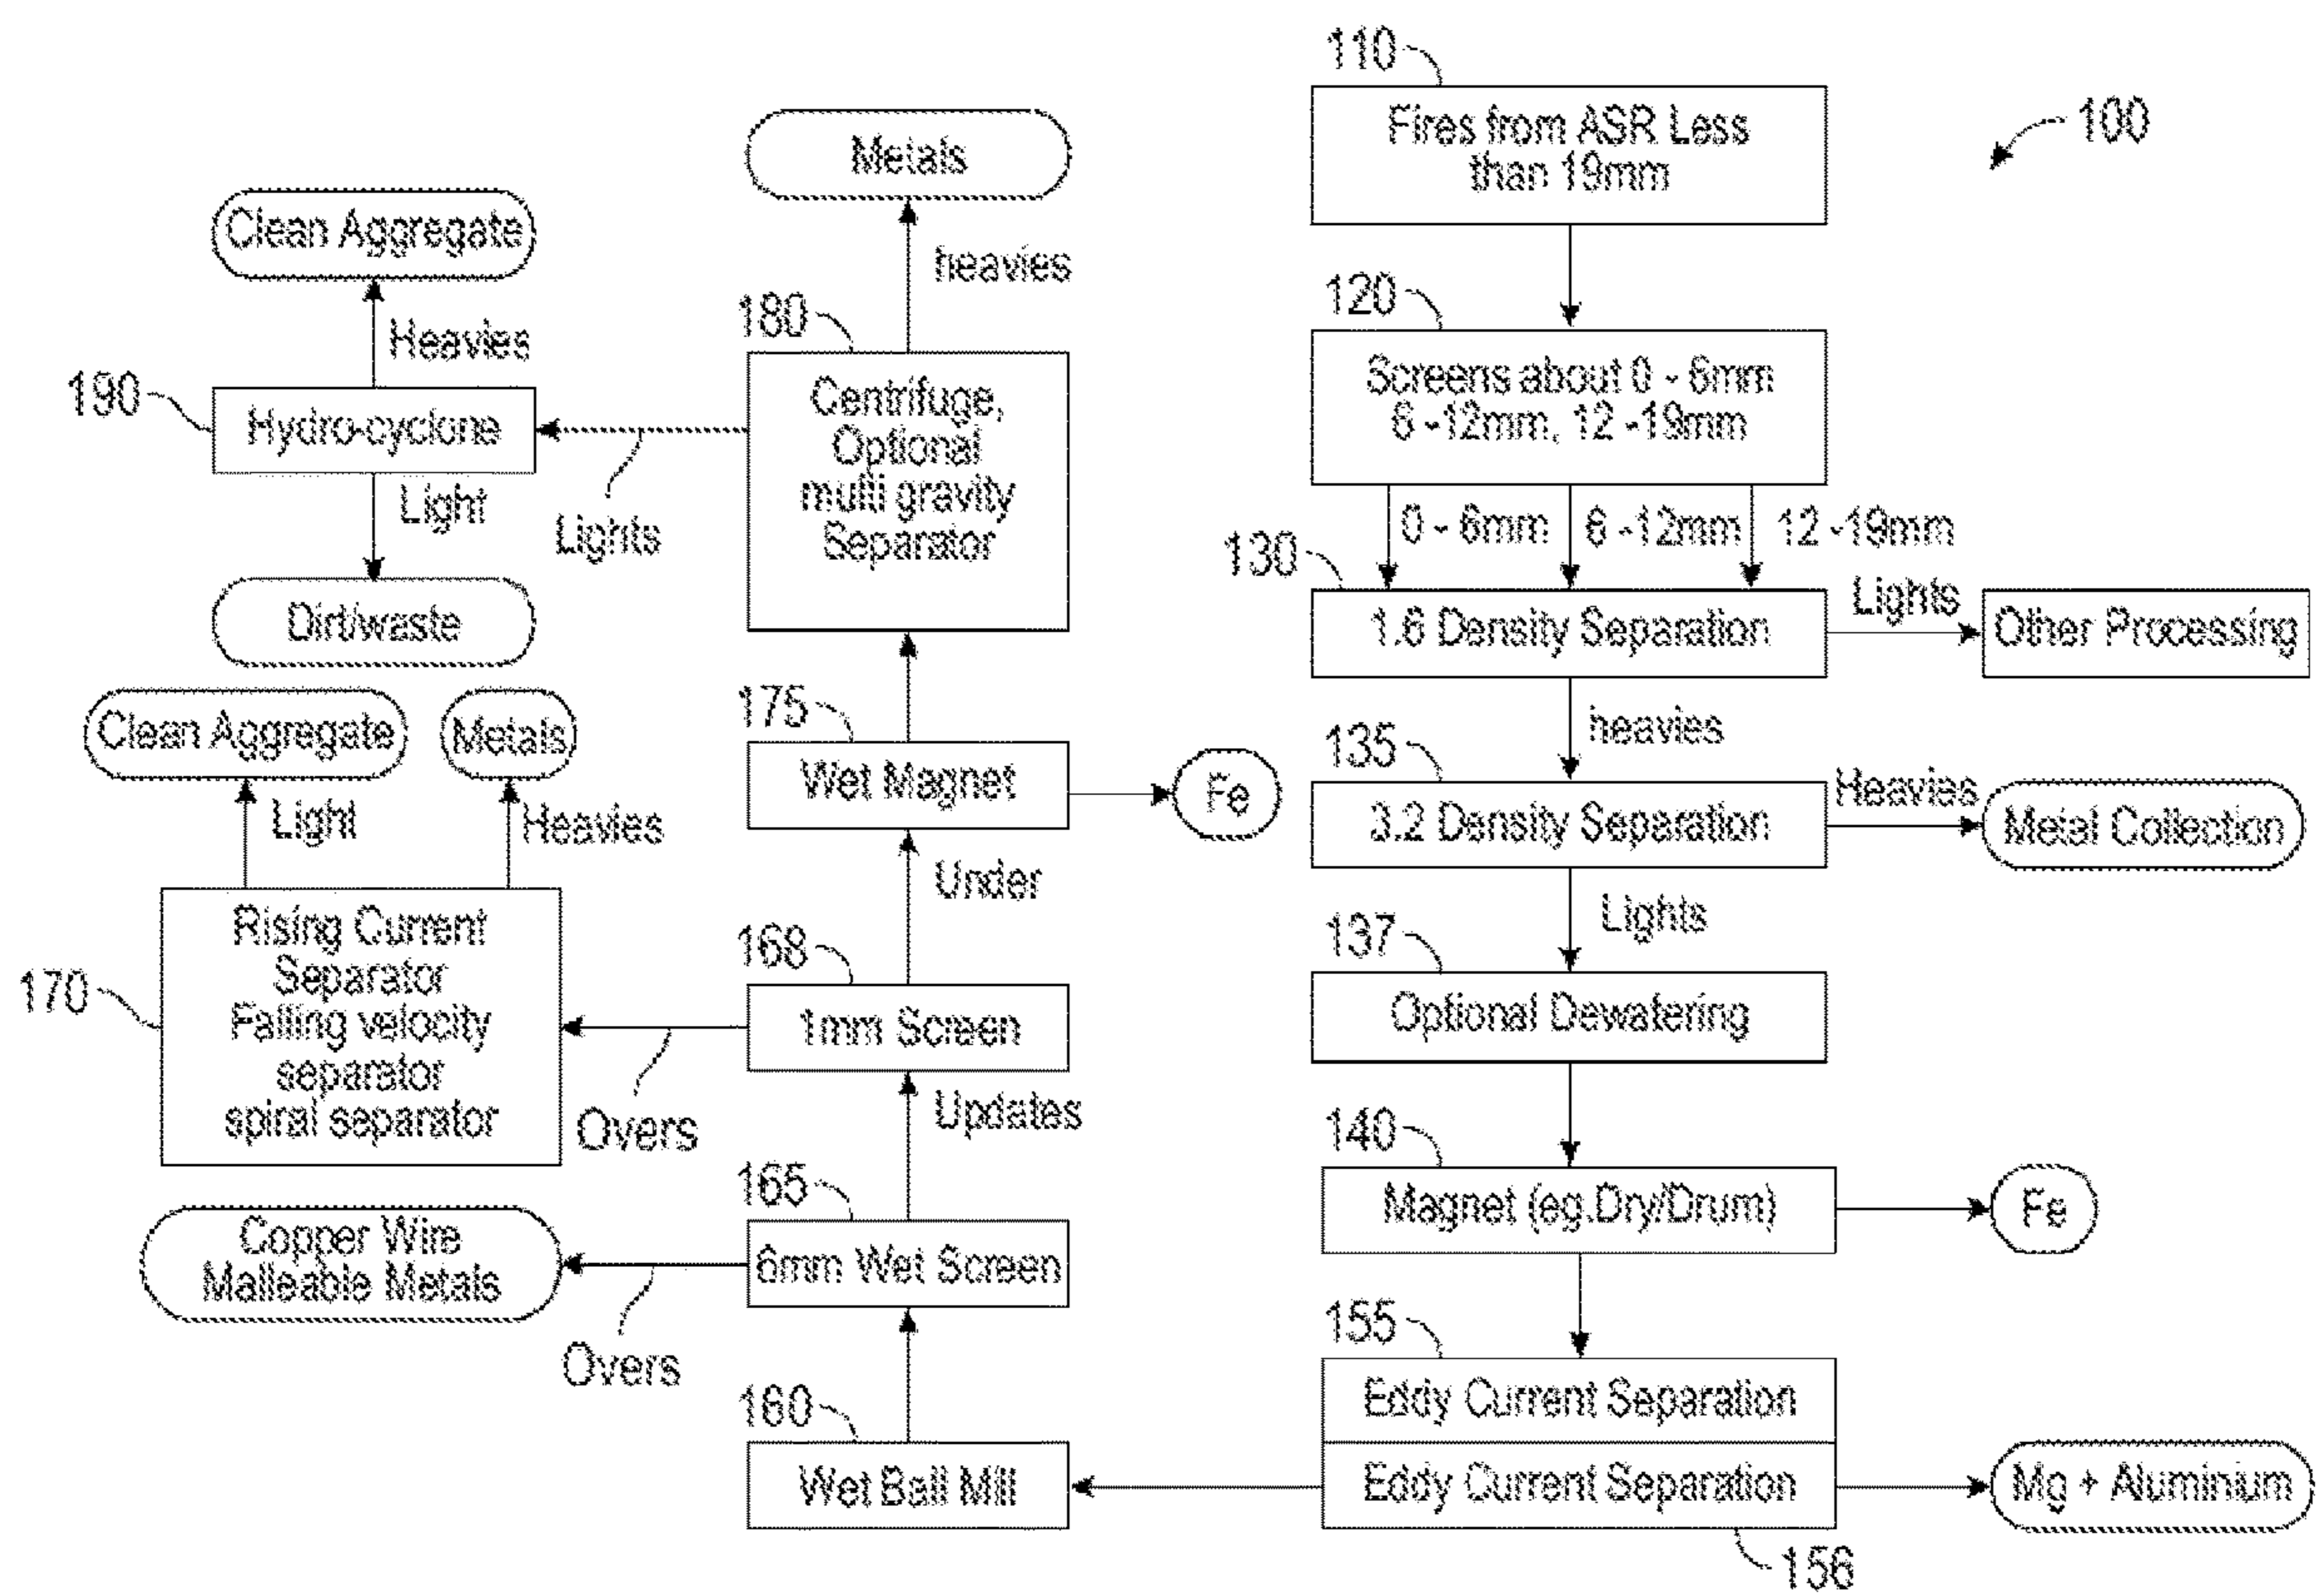 110
Fires from ASR Less
than 19mm
100
120
Screens about 0 - 6mm
6 -12mm, 12 -19mm
0 - 6mm
6 -12mm
12 -19mm
130
1.6 Density Separation
Lights
Other Processing
heavies
135
3.2 Density Separation
Heavies
Metal Collection
Lights
137
Optional Dewatering
140
Magnet (eg.Dry/Drum)
Fe
155
Eddy Current Separation
Eddy Current Separation
156
Mg + Aluminium
160
Wet Ball Mill
165
6mm Wet Screen
Overs
Copper Wire
Malleable Metals
Updates
168
1mm Screen
Overs
170
Rising Current
Separator
Falling velocity
separator
spiral separator
Light
Clean Aggregate
Heavies
Metals
Under
175
Wet Magnet
Fe
180
Centrifuge,
Optional
multi gravity
Separator
heavies
Metals
Lights
190
Hydro-cyclone
Heavies
Clean Aggregate
Light
Dirt/waste